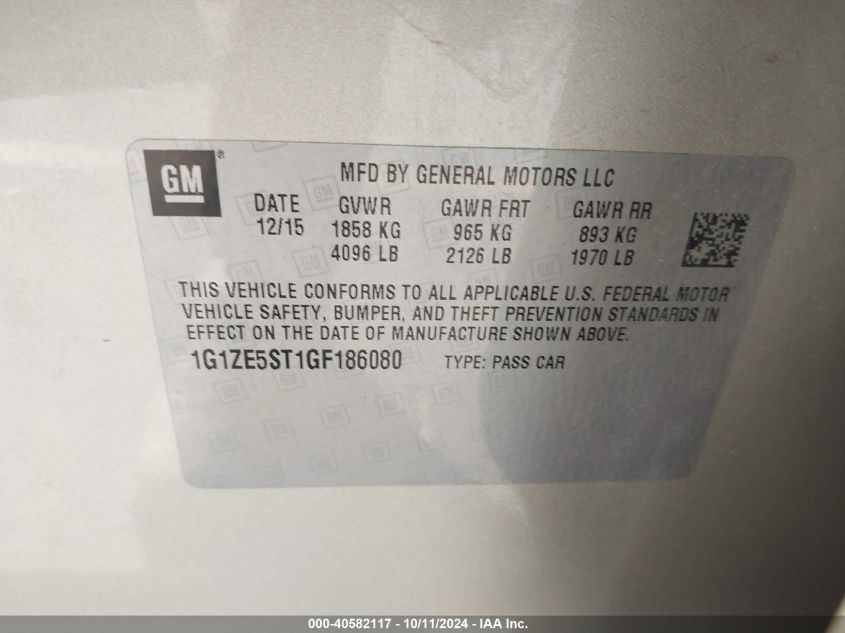 GM ®
MFD BY GENERAL MOTORS LLC
DATE GVWR GAWR FRT GAWR RR
12/15 1858 KG 965 KG 893 KG
4096 LB 2126 LB 1970 LB
THIS VEHICLE CONFORMS TO ALL APPLICABLE U.S. FEDERAL MOTOR
VEHICLE SAFETY, BUMPER, AND THEFT PREVENTION STANDARDS IN
EFFECT ON THE DATE OF MANUFACTURE SHOWN ABOVE.
1G1ZE5ST1GF186080 TYPE: PASS CAR
000-40582117 - 10/11/2024 - IAA Inc.